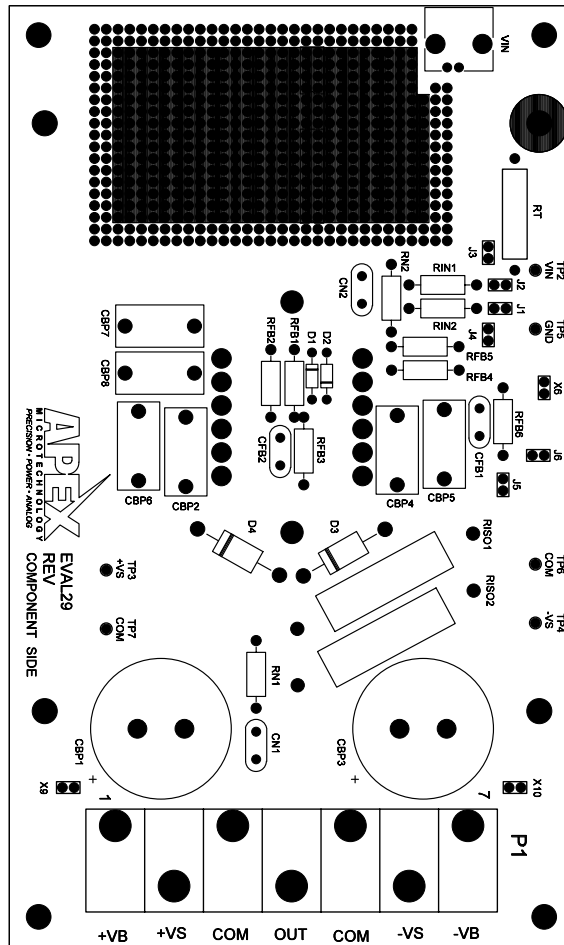 VIN
RT
J3
TP2
VIN
RN2
CN2
RIN1
J2
RIN2
J1
TP5
GND
J4
CBP7
RFB2
RFB1
D1
D2
RFB5
CBP8
RFB4
X6
RFB6
CFB1
CFB2
RFB3
J6
J5
APEX
MICROTECHNOLOGY
PRECISION • POWER • ANALOG
CBP6
CBP2
CBP4
CBP5
D4
D3
RISO1
EVAL29
REV
COMPONENT SIDE
TP3
+VS
TP6
COM
RISO2
TP7
COM
TP4
-VS
RN1
CBP1
CN1
CBP3
+
+
X9
1
7
X10
P1
+VB +VS COM OUT COM -VS -VB